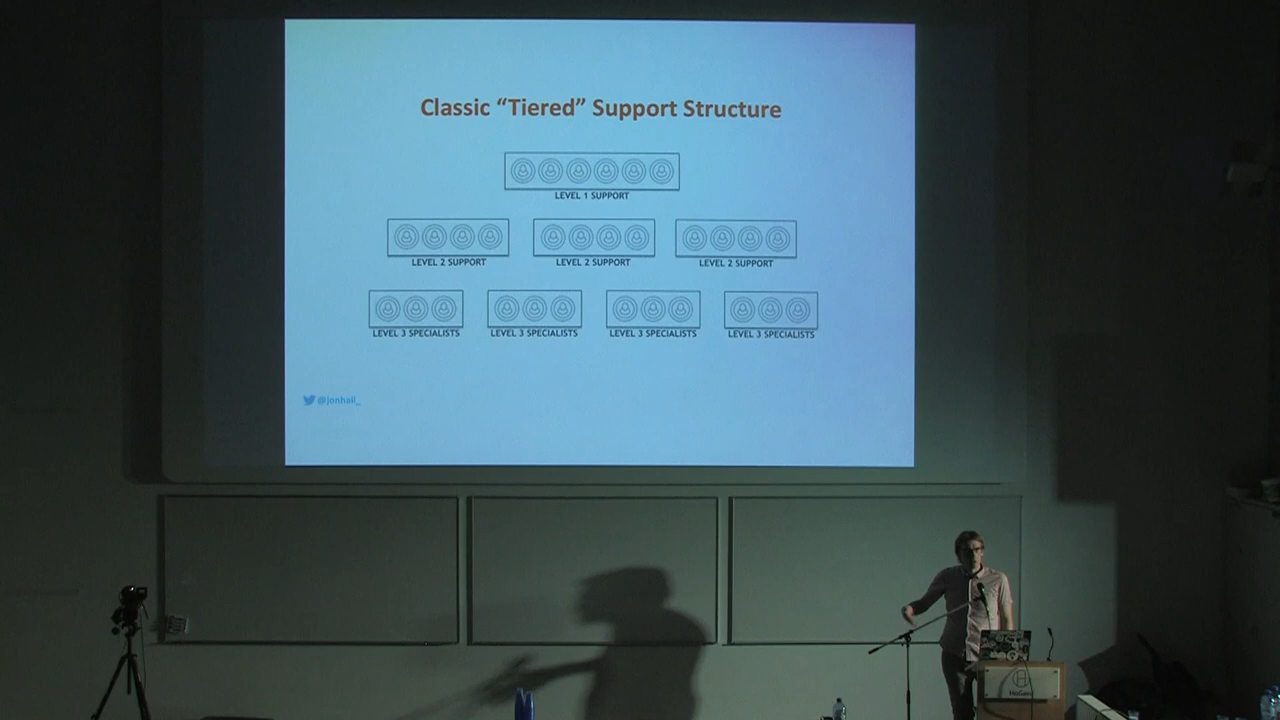 Classic “Tiered” Support Structure
LEVEL 1 SUPPORT
LEVEL 2 SUPPORT
LEVEL 2 SUPPORT
LEVEL 2 SUPPORT
LEVEL 3 SPECIALISTS
LEVEL 3 SPECIALISTS
LEVEL 3 SPECIALISTS
LEVEL 3 SPECIALISTS
@jonhall_
HoGent